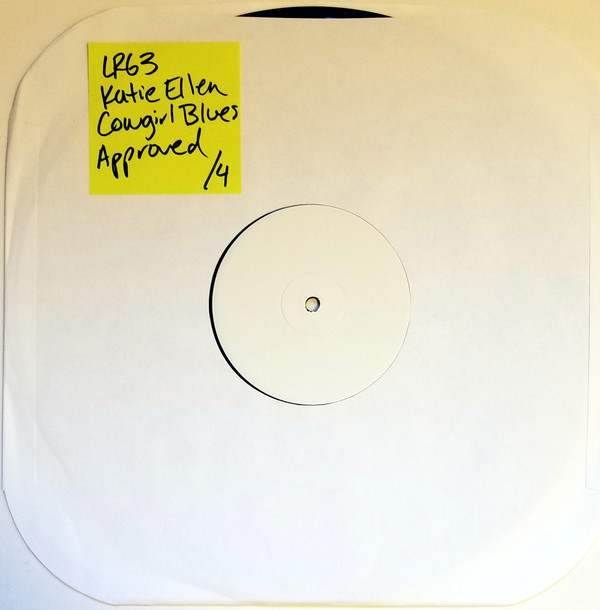 LR63
Katie Ellen
Cowgirl Blues
Approved
/4